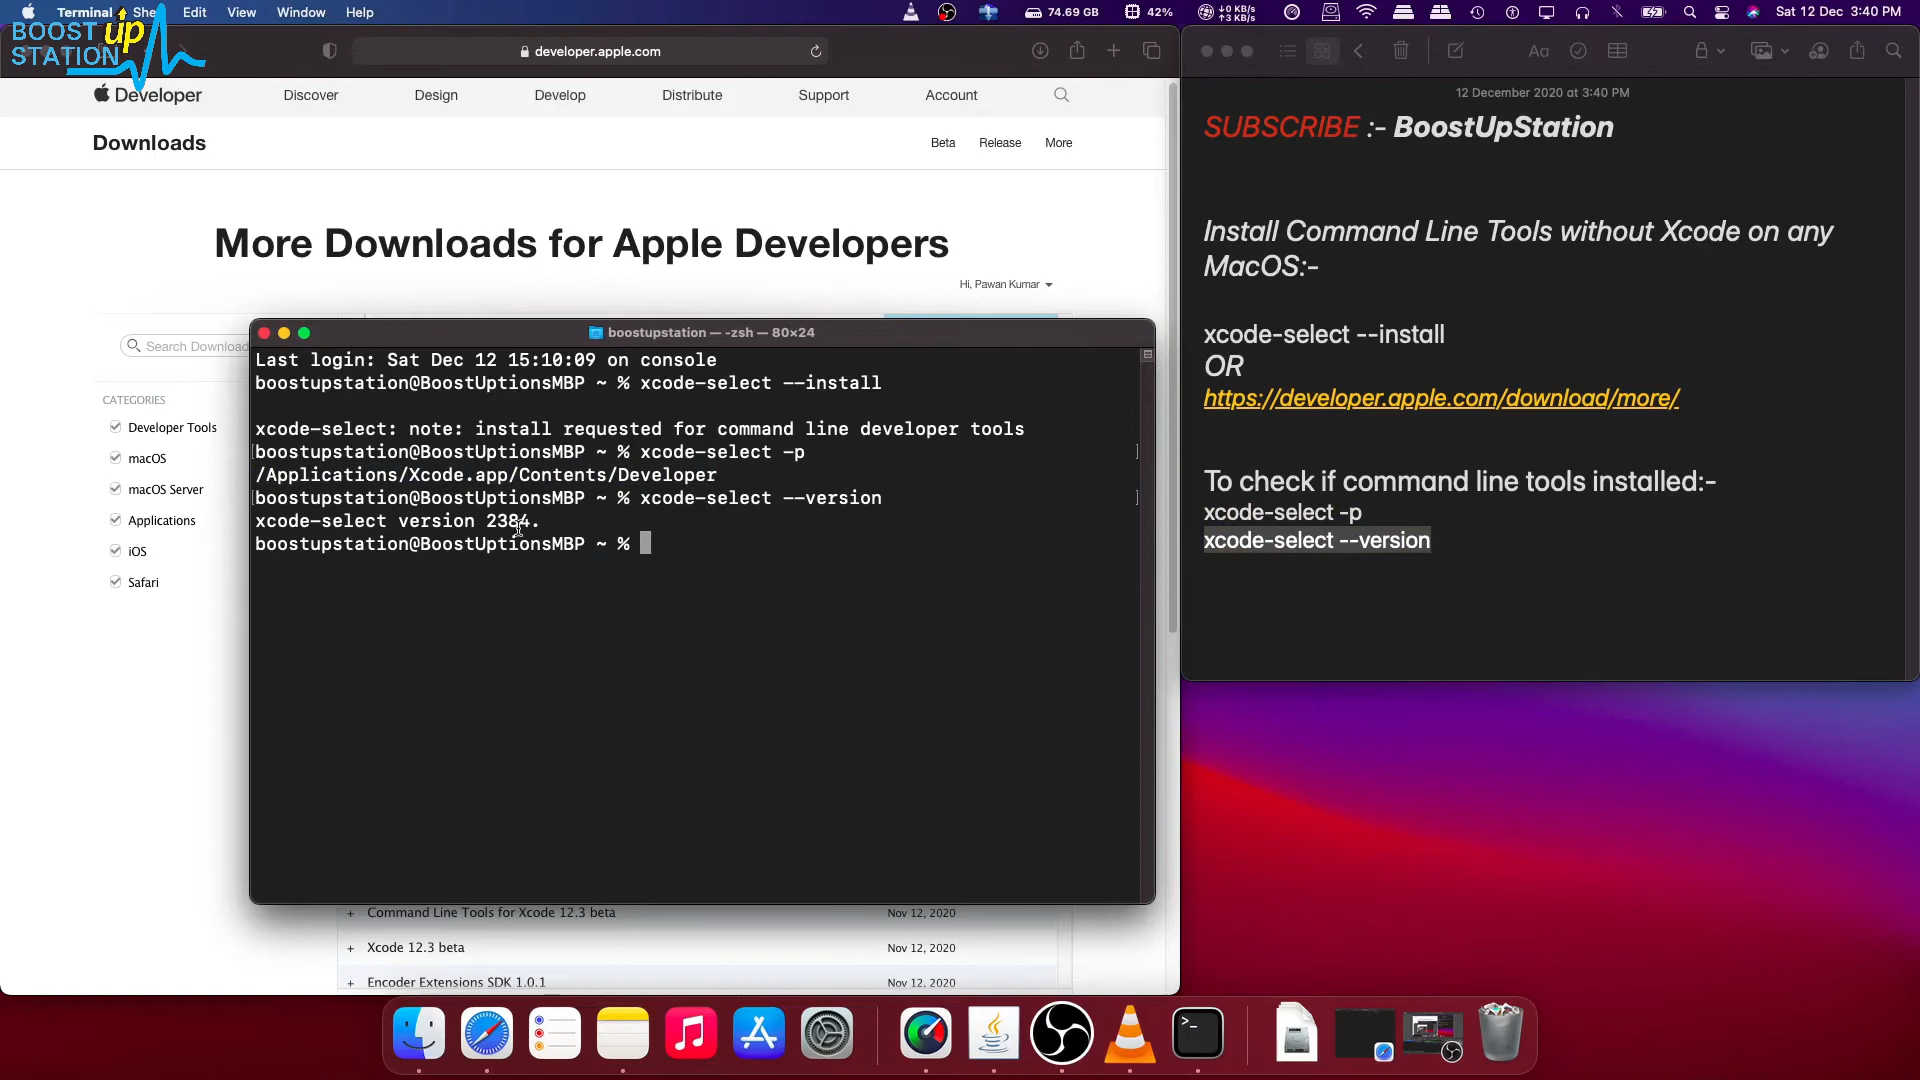 Terminal
She
Edit
View
Window
Help
74.69 GB
42%
↓0 KB/s
↑3 KB/s
Sat 12 Dec 3:40 PM
BOOST up
STATION
developer.apple.com
Developer
Discover
Design
Develop
Distribute
Support
Account
Downloads
Beta
Release
More
More Downloads for Apple Developers
Hi, Pawan Kumar
Search Download
CATEGORIES
Developer Tools
macOS
macOS Server
Applications
iOS
Safari
boostupstation — -zsh — 80×24
Last login: Sat Dec 12 15:10:09 on console
boostupstation@BoostUptionsMBP ~ % xcode-select --install
xcode-select: note: install requested for command line developer tools
[boostupstation@BoostUptionsMBP ~ % xcode-select -p ]
/Applications/Xcode.app/Contents/Developer
[boostupstation@BoostUptionsMBP ~ % xcode-select --version ]
xcode-select version 2384.
boostupstation@BoostUptionsMBP ~ %
+ Command Line Tools for Xcode 12.3 beta Nov 12, 2020
+ Xcode 12.3 beta Nov 12, 2020
+ Encoder Extensions SDK 1.0.1 Nov 12, 2020
Aa
12 December 2020 at 3:40 PM
SUBSCRIBE :- BoostUpStation
Install Command Line Tools without Xcode on any
MacOS:-
xcode-select --install
OR
https://developer.apple.com/download/more/
To check if command line tools installed:-
xcode-select -p
xcode-select --version
>_